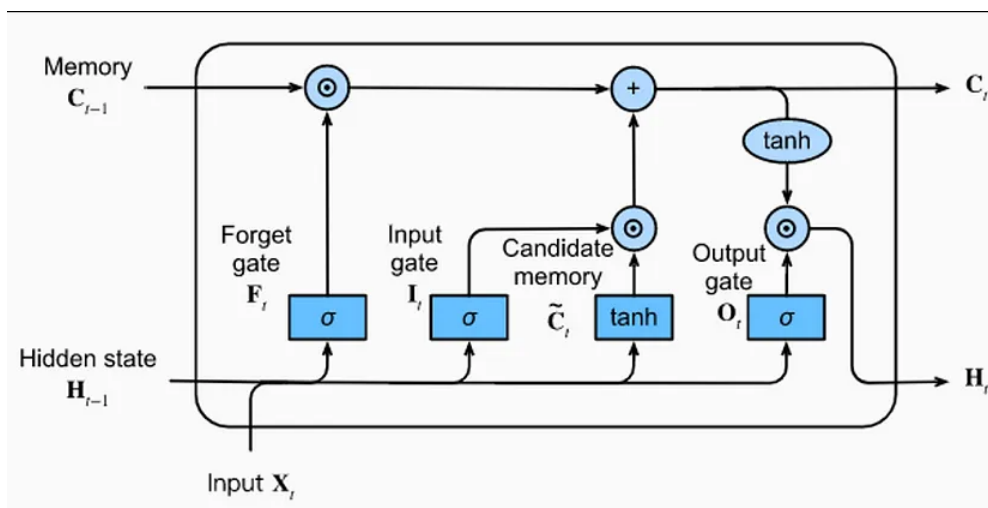 Memory
C_{t-1}
⊙
+
C_t
tanh
Forget
gate
F_t
Input
gate
I_t
⊙
Candidate
memory
C̃_t
Output
gate
O_t
⊙
σ
σ
tanh
σ
Hidden state
H_{t-1}
H_t
Input X_t